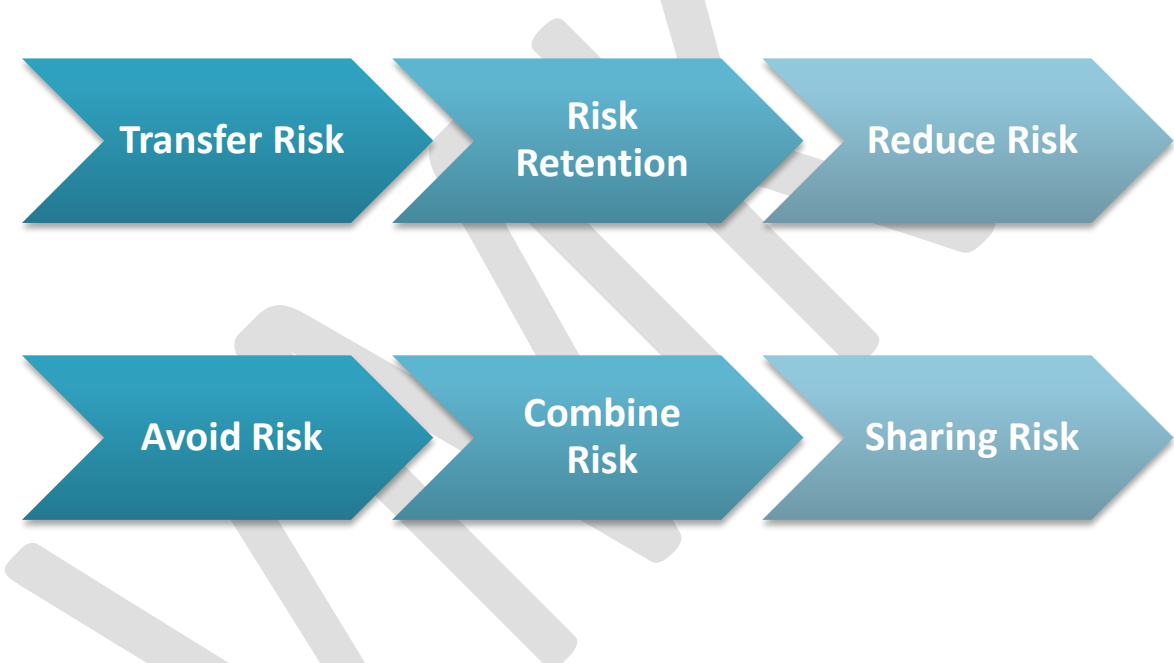 Transfer Risk
Risk
Retention
Reduce Risk
Avoid Risk
Combine
Risk
Sharing Risk